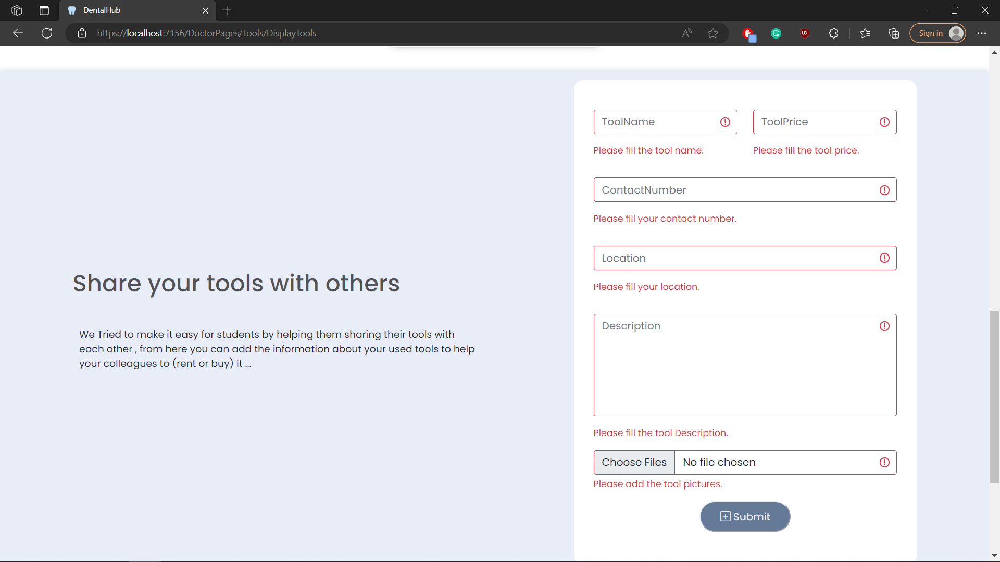 DentalHub
https://localhost:7156/DoctorPages/Tools/DisplayTools
Sign in
Share your tools with others
We Tried to make it easy for students by helping them sharing their tools with
each other , from here you can add the information about your used tools to help
your colleagues to (rent or buy) it ...
ToolName
ToolPrice
Please fill the tool name.
Please fill the tool price.
ContactNumber
Please fill your contact number.
Location
Please fill your location.
Description
Please fill the tool Description.
Choose Files
No file chosen
Please add the tool pictures.
Submit